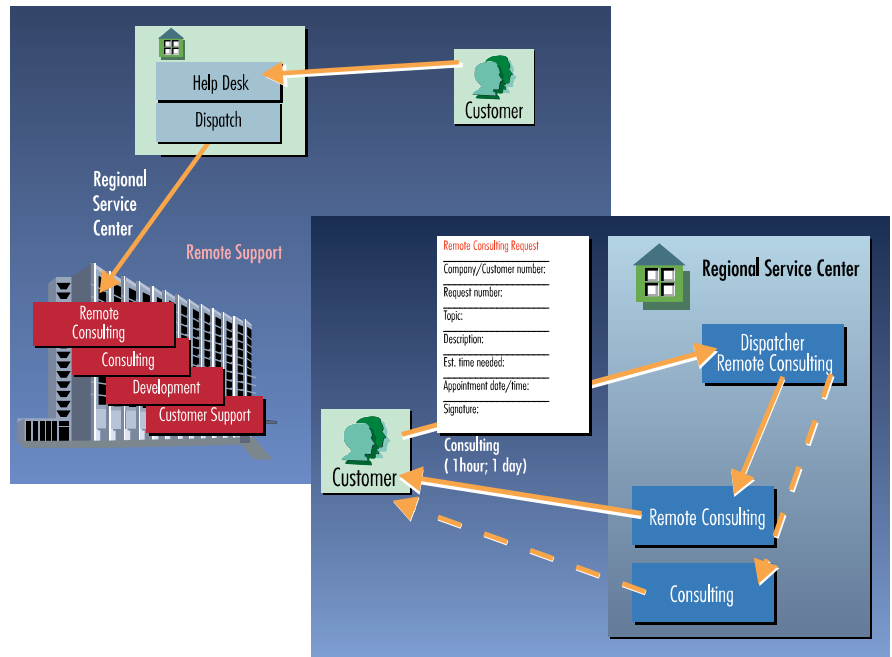 Help Desk
Dispatch
Customer
Regional
Service
Center
Remote Support
Remote
Consulting
Consulting
Development
Customer Support
Remote Consulting Request
Company/Customer number:
Request number:
Topic:
Description:
Est. time needed:
Appointment date/time:
Signature:
Regional Service Center
Dispatcher
Remote Consulting
Customer
Consulting
( 1hour; 1 day)
Remote Consulting
Consulting